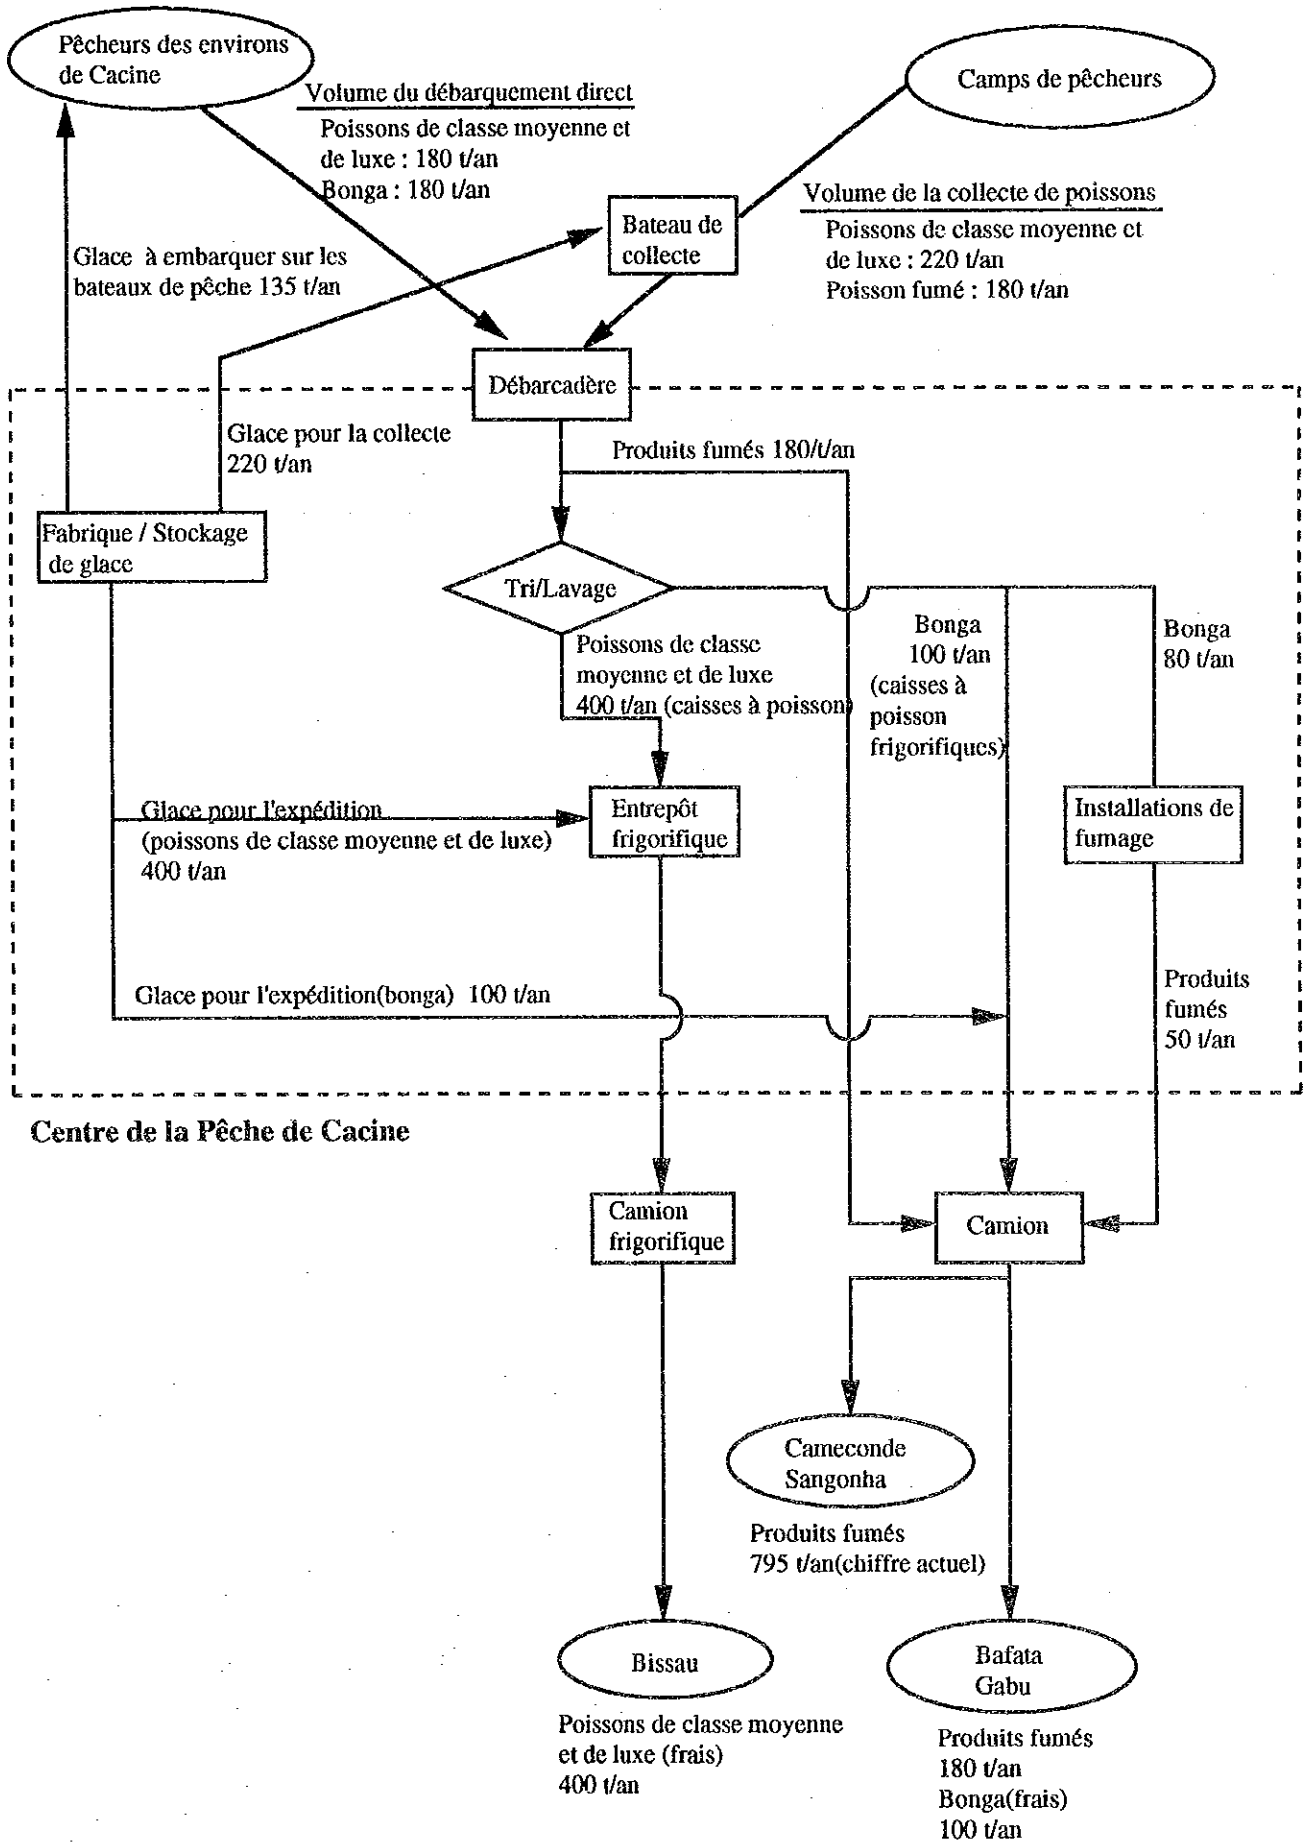 Pêcheurs des environs
de Cacine
Camps de pêcheurs
Volume du débarquement direct
Poissons de classe moyenne et
de luxe : 180 t/an
Bonga : 180 t/an
Volume de la collecte de poissons
Poissons de classe moyenne et
de luxe : 220 t/an
Poisson fumé : 180 t/an
Bateau de
collecte
Glace à embarquer sur les
bateaux de pêche 135 t/an
Débarcadère
Glace pour la collecte
220 t/an
Produits fumés 180/t/an
Fabrique / Stockage
de glace
Tri/Lavage
Poissons de classe
moyenne et de luxe
400 t/an (caisses à poisson)
Bonga
100 t/an
(caisses à
poisson
frigorifiques)
Bonga
80 t/an
Glace pour l'expédition
(poissons de classe moyenne et de luxe)
400 t/an
Entrepôt
frigorifique
Installations de
fumage
Glace pour l'expédition(bonga) 100 t/an
Produits
fumés
50 t/an
Centre de la Pêche de Cacine
Camion
frigorifique
Camion
Cameconde
Sangonha
Produits fumés
795 t/an(chiffre actuel)
Bissau
Poissons de classe moyenne
et de luxe (frais)
400 t/an
Bafata
Gabu
Produits fumés
180 t/an
Bonga(frais)
100 t/an